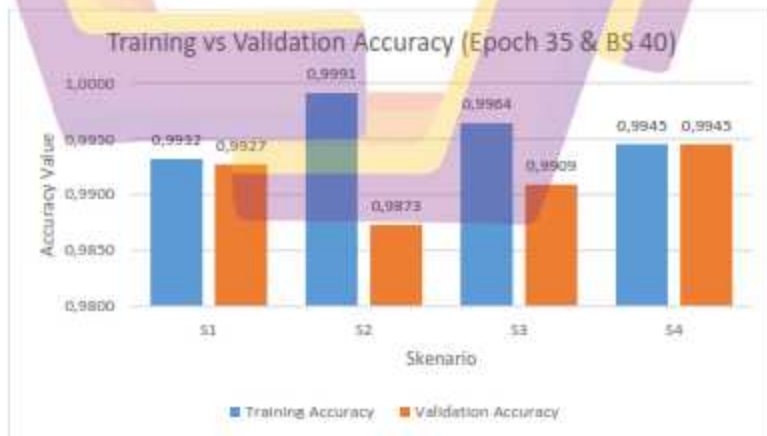 Training vs Validation Accuracy (Epoch 35 & BS 40)
Accuracy Value
1,0000
0,9950
0,9900
0,9850
0,9800
0,9932 0,9927
0,9991 0,9873
0,9964 0,9909
0,9945 0,9945
S1 S2 S3 S4
Skenario
Training Accuracy Validation Accuracy